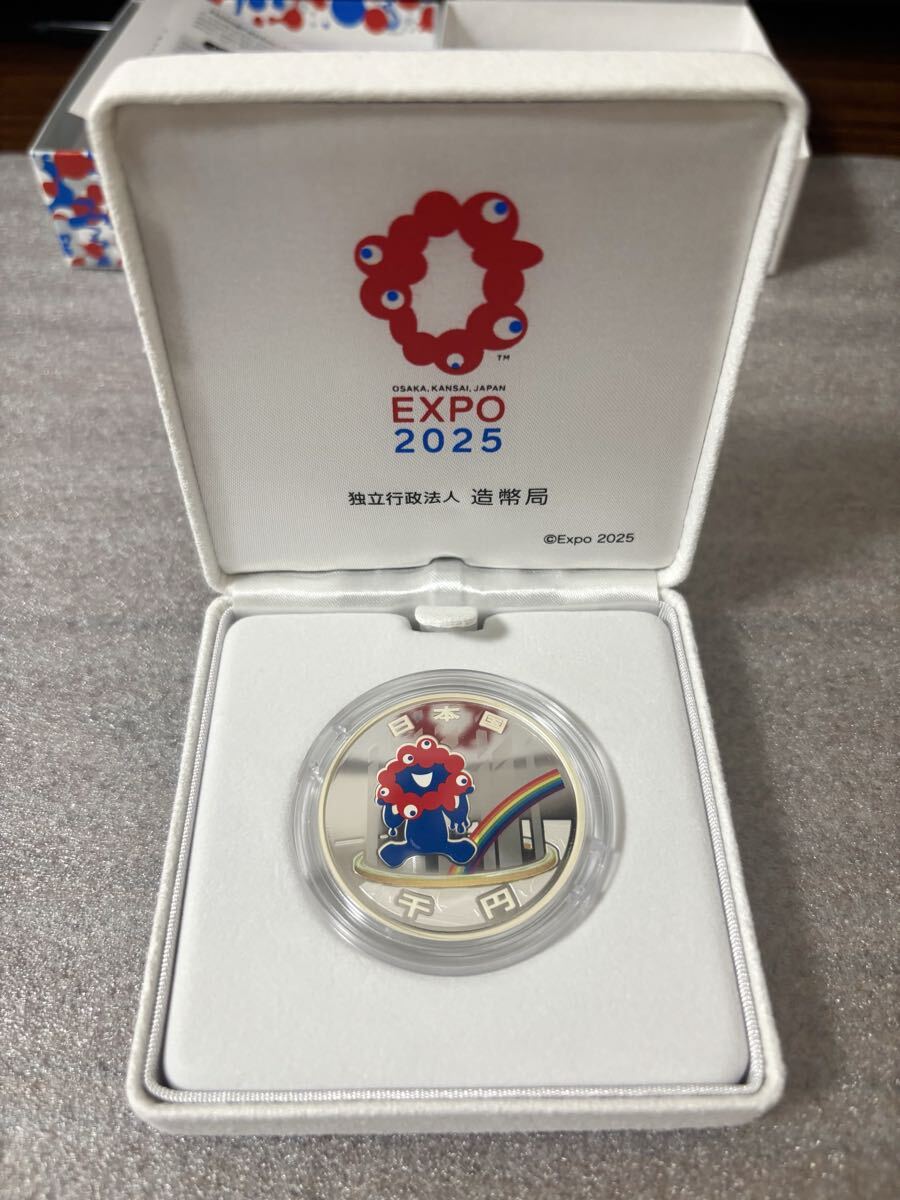 TM
OSAKA, KANSAI, JAPAN
EXPO
2025
独立行政法人 造幣局
©Expo 2025
日本国
千円